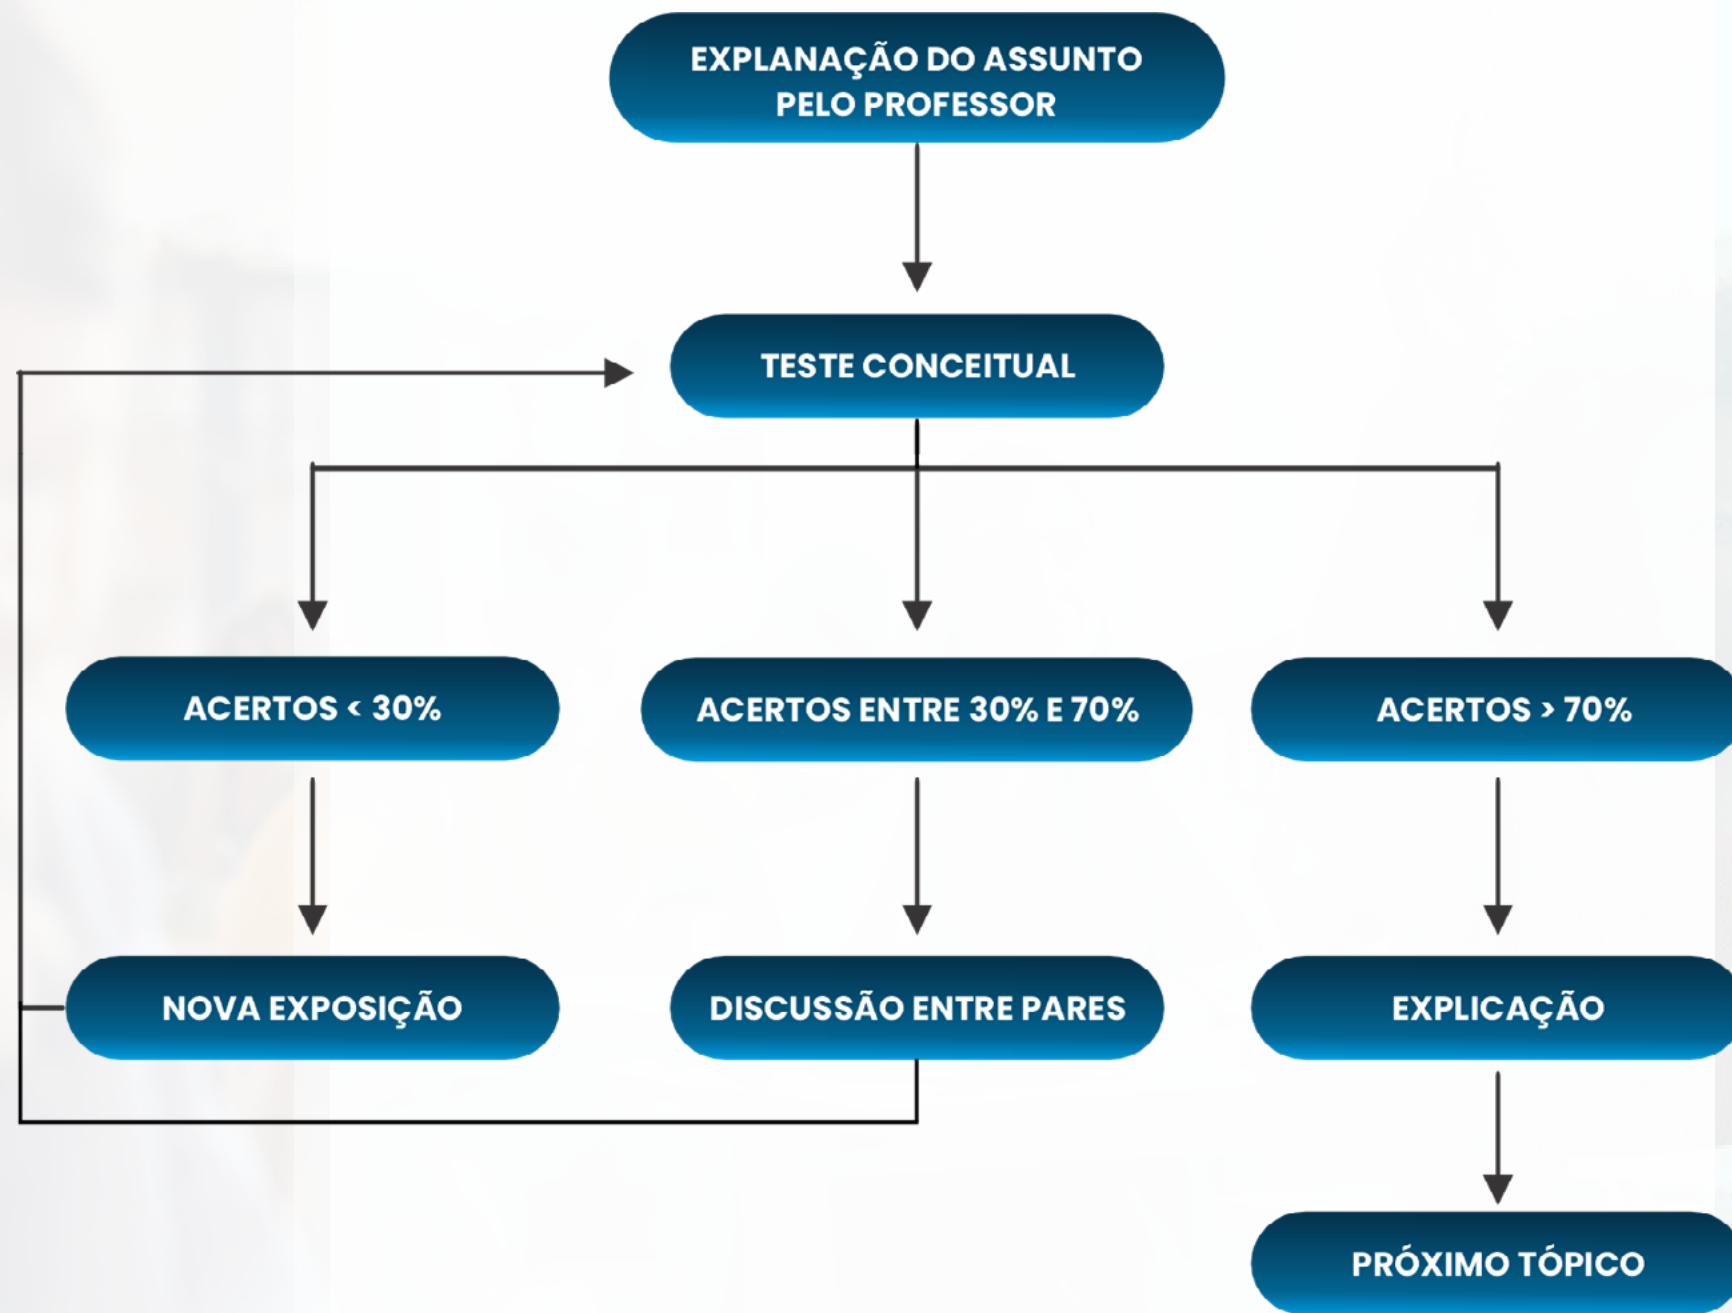 EXPLANAÇÃO DO ASSUNTO
PELO PROFESSOR
TESTE CONCEITUAL
ACERTOS < 30%
ACERTOS ENTRE 30% E 70%
ACERTOS > 70%
NOVA EXPOSIÇÃO
DISCUSSÃO ENTRE PARES
EXPLICAÇÃO
PRÓXIMO TÓPICO